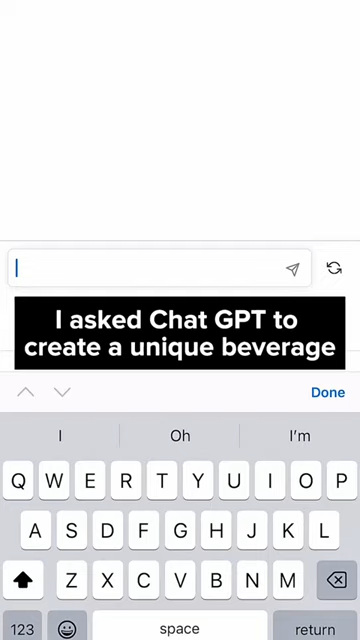 I asked Chat GPT to
create a unique beverage
Done
I Oh I'm
Q W E R T Y U I O P
A S D F G H J K L
Z X C V B N M
123 space return